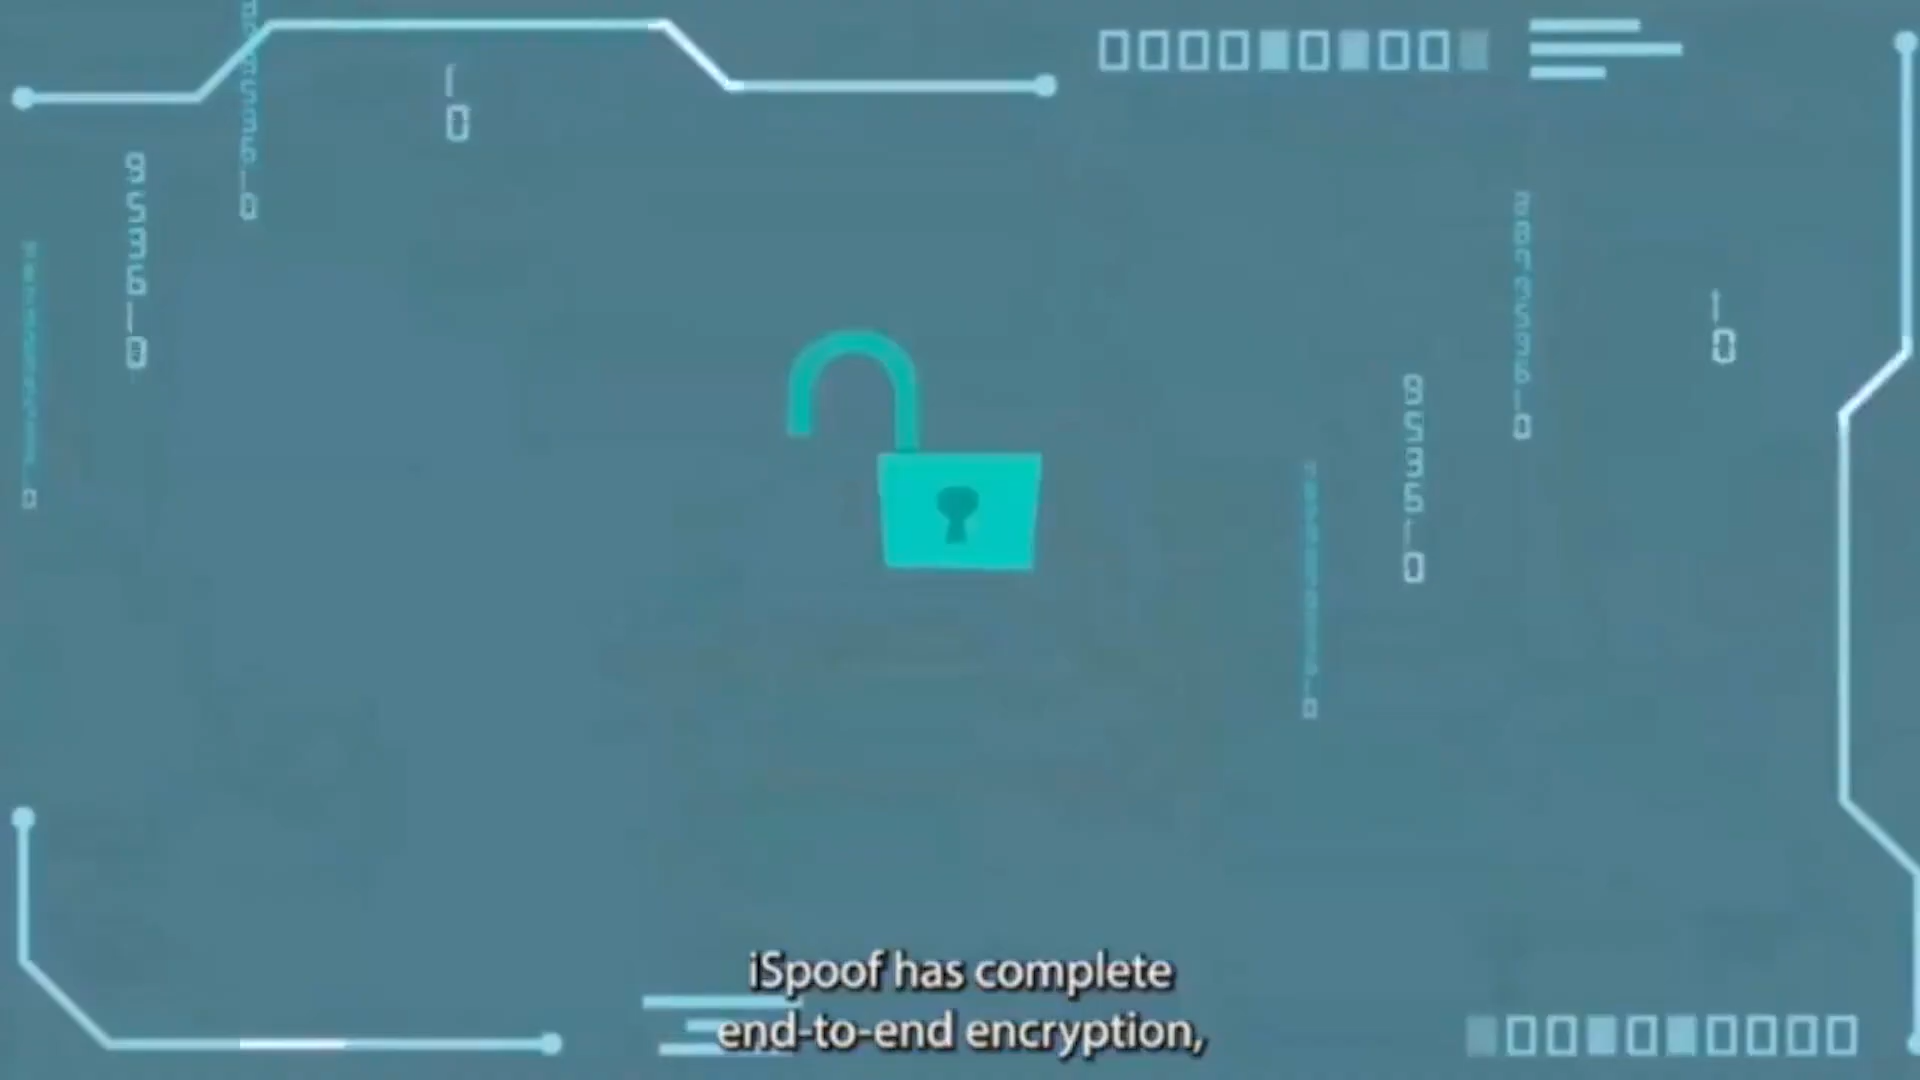 iSpoof has complete
end-to-end encryption,